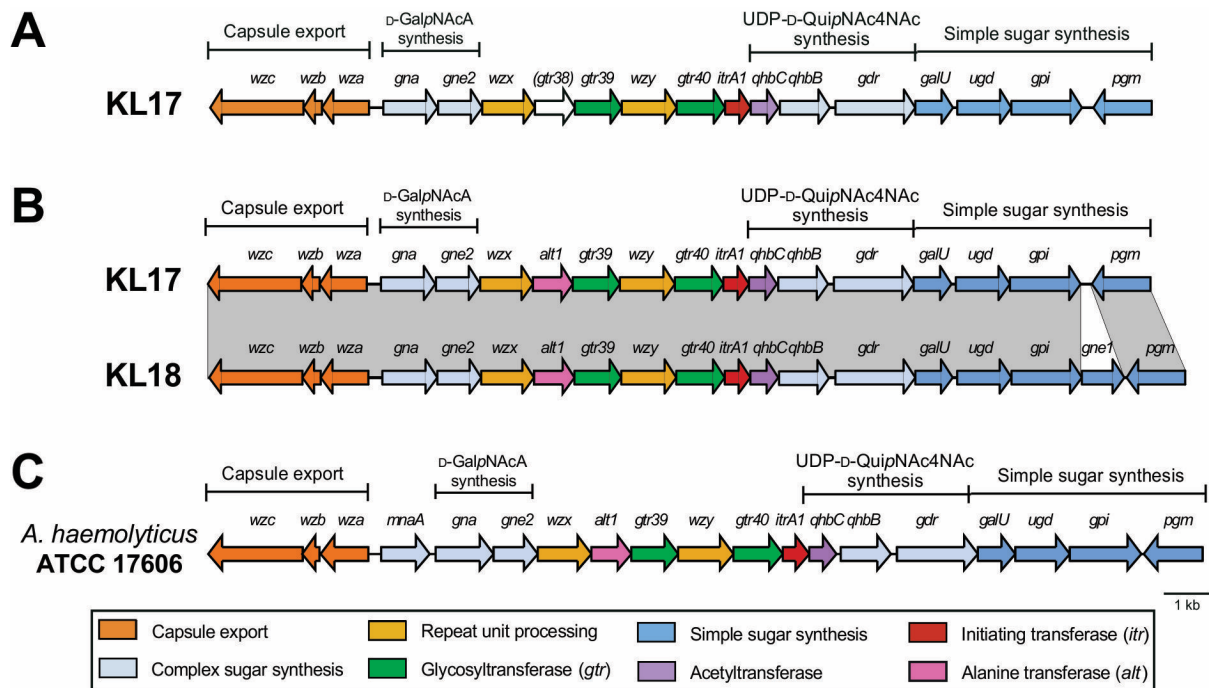 A
Capsule export
D-GalpNAcA
synthesis
UDP-D-QuipNAc4NAc
synthesis
Simple sugar synthesis
wzc wzb wza gna gne2 wzx (gtr38) gtr39 wzy gtr40 itrA1 qhbC qhbB gdr galU ugd gpi pgm
KL17
B
Capsule export
D-GalpNAcA
synthesis
UDP-D-QuipNAc4NAc
synthesis
Simple sugar synthesis
wzc wzb wza gna gne2 wzx alt1 gtr39 wzy gtr40 itrA1 qhbC qhbB gdr galU ugd gpi pgm
KL17
wzc wzb wza gna gne2 wzx alt1 gtr39 wzy gtr40 itrA1 qhbC qhbB gdr galU ugd gpi gne1 pgm
KL18
C
Capsule export
D-GalpNAcA
synthesis
UDP-D-QuipNAc4NAc
synthesis
Simple sugar synthesis
wzc wzb wza mnaA gna gne2 wzx alt1 gtr39 wzy gtr40 itrA1 qhbC qhbB gdr galU ugd gpi pgm
A. haemolyticus
ATCC 17606
1 kb
Capsule export
Repeat unit processing
Simple sugar synthesis
Initiating transferase (itr)
Complex sugar synthesis
Glycosyltransferase (gtr)
Acetyltransferase
Alanine transferase (alt)